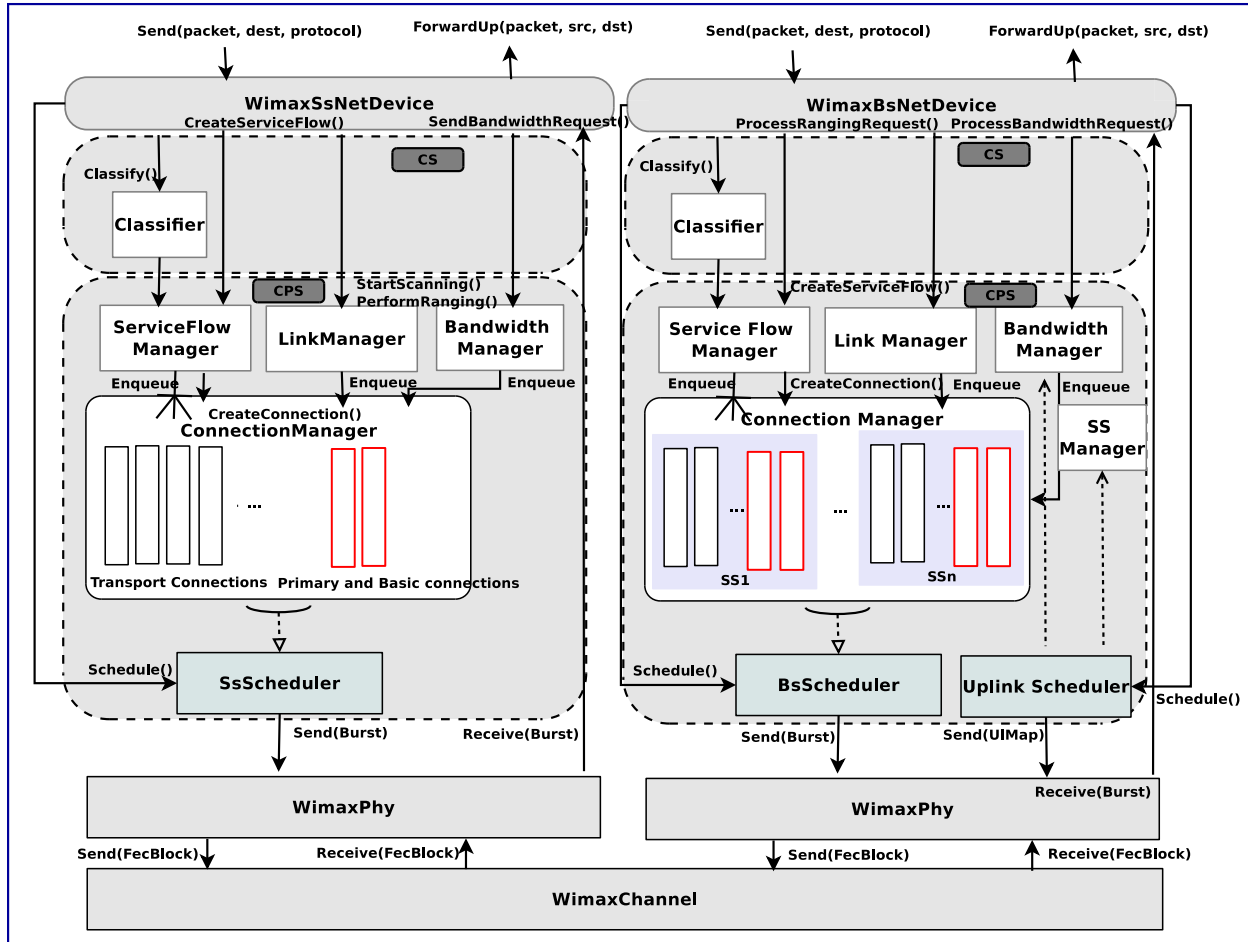 Send(packet, dest, protocol)
ForwardUp(packet, src, dst)
WimaxSsNetDevice
CreateServiceFlow()
SendBandwidthRequest()
CS
Classify()
Classifier
CPS
StartScanning()
PerformRanging()
ServiceFlow
Manager
LinkManager
Bandwidth
Manager
Enqueue
Enqueue
Enqueue
CreateConnection()
ConnectionManager
...
Transport Connections
Primary and Basic connections
Schedule()
SsScheduler
Send(Burst)
Receive(Burst)
WimaxPhy
Send(FecBlock)
Receive(FecBlock)
Send(packet, dest, protocol)
ForwardUp(packet, src, dst)
WimaxBsNetDevice
ProcessRangingRequest()
ProcessBandwidthRequest()
CS
Classify()
Classifier
CreateServiceFlow()
CPS
Service Flow
Manager
Link Manager
Bandwidth
Manager
Enqueue
CreateConnection()
Enqueue
Enqueue
Connection Manager
SS
Manager
...
...
...
SS1
SSn
Schedule()
BsScheduler
Uplink Scheduler
Schedule()
Send(Burst)
Send(UlMap)
WimaxPhy
Receive(Burst)
Send(FecBlock)
Receive(FecBlock)
WimaxChannel